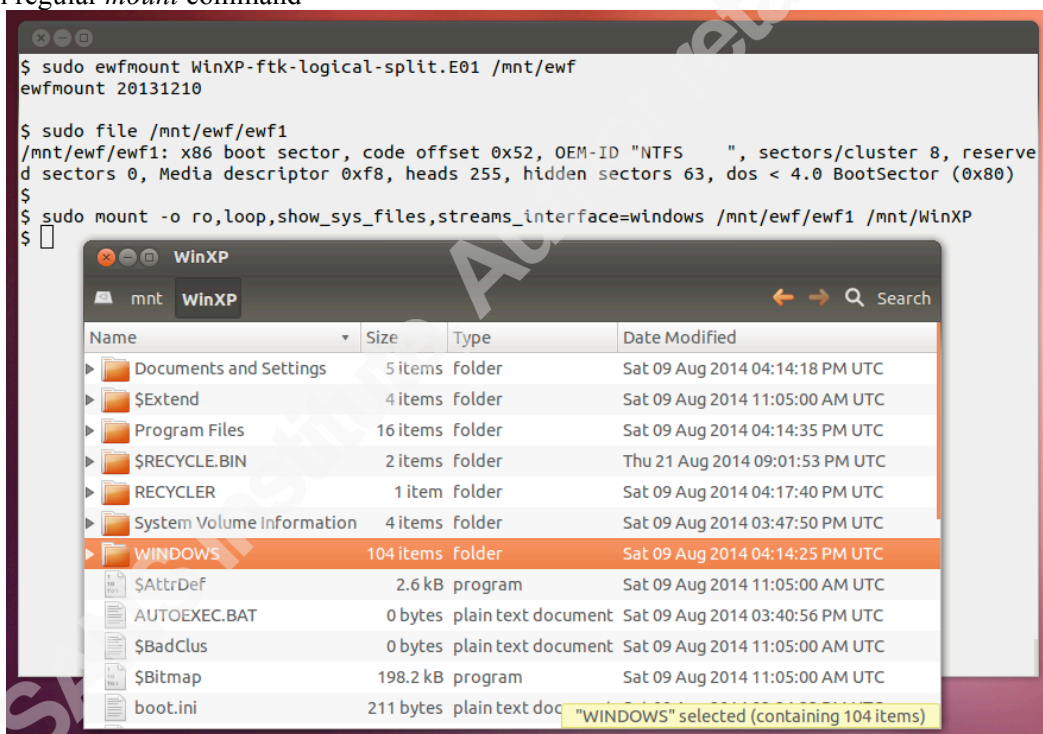 regular mount command
$ sudo ewfmount WinXP-ftk-logical-split.E01 /mnt/ewf
ewfmount 20131210
$ sudo file /mnt/ewf/ewf1
/mnt/ewf/ewf1: x86 boot sector, code offset 0x52, OEM-ID "NTFS    ", sectors/cluster 8, reserve
d sectors 0, Media descriptor 0xf8, heads 255, hidden sectors 63, dos < 4.0 BootSector (0x80)
$
$ sudo mount -o ro,loop,show_sys_files,streams_interface=windows /mnt/ewf/ewf1 /mnt/WinXP
$
WinXP
mnt WinXP Search
Name Size Type Date Modified
Documents and Settings 5 items folder Sat 09 Aug 2014 04:14:18 PM UTC
$Extend 4 items folder Sat 09 Aug 2014 11:05:00 AM UTC
Program Files 16 items folder Sat 09 Aug 2014 04:14:35 PM UTC
$RECYCLE.BIN 2 items folder Thu 21 Aug 2014 09:01:53 PM UTC
RECYCLER 1 item folder Sat 09 Aug 2014 04:17:40 PM UTC
System Volume Information 4 items folder Sat 09 Aug 2014 03:47:50 PM UTC
WINDOWS 104 items folder Sat 09 Aug 2014 04:14:25 PM UTC
$AttrDef 2.6 kB program Sat 09 Aug 2014 11:05:00 AM UTC
AUTOEXEC.BAT 0 bytes plain text document Sat 09 Aug 2014 03:40:56 PM UTC
$BadClus 0 bytes plain text document Sat 09 Aug 2014 11:05:00 AM UTC
$Bitmap 198.2 kB program Sat 09 Aug 2014 11:05:00 AM UTC
boot.ini 211 bytes plain text doc
"WINDOWS" selected (containing 104 items)